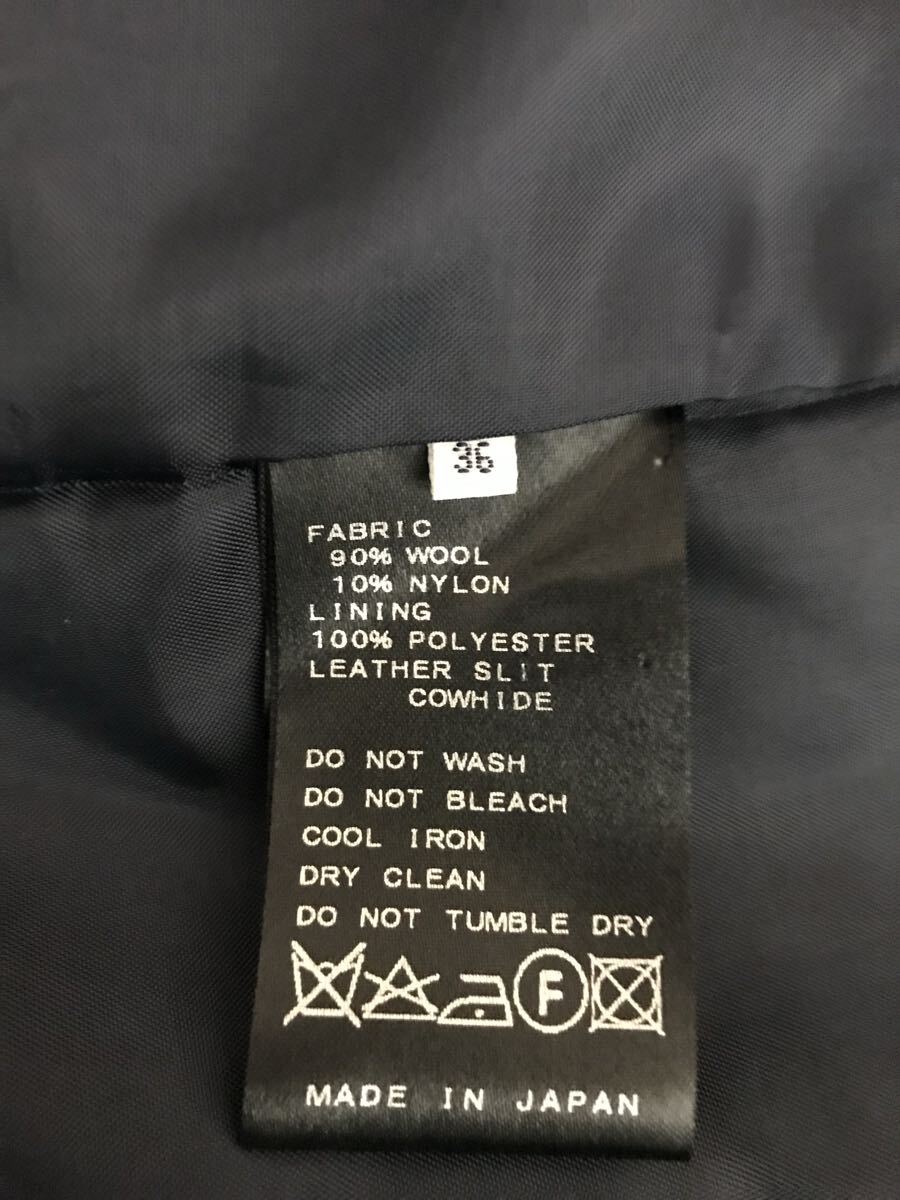 36
FABRIC
90% WOOL
10% NYLON
LINING
100% POLYESTER
LEATHER SLIT
COWHIDE
DO NOT WASH
DO NOT BLEACH
COOL IRON
DRY CLEAN
DO NOT TUMBLE DRY
F
MADE IN JAPAN